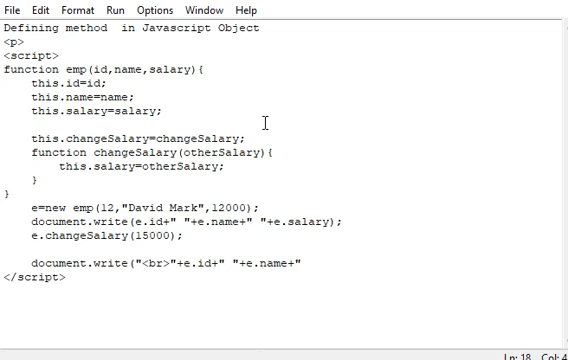 File Edit Format Run Options Window Help
Defining method  in Javascript Object
<p>
<script>
function emp(id,name,salary){
    this.id=id;
    this.name=name;
    this.salary=salary;

    this.changeSalary=changeSalary;
    function changeSalary(otherSalary){
        this.salary=otherSalary;
    }
}
    e=new emp(12,"David Mark",12000);
    document.write(e.id+" "+e.name+" "+e.salary);
    e.changeSalary(15000);

    document.write("<br>"+e.id+" "+e.name+"
</script>
Ln: 18 Col: 4